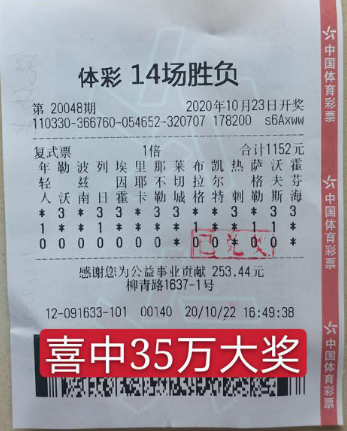 体彩 14场胜负
第 20048期 2020年10月23日开奖
110330-366760-054652-320707 178200 s6Axww
复式票 1倍 合计1152元
年 勒 波 列 埃 里 那 莱 布 凯 热 萨 沃 霍
轻 兹 因 耶 不 切 拉 尔 格 夫 芬
人 沃 南 日 霍 卡 勒 城 格 特 刺 斯 海
感谢您为公益事业贡献 253.44元
柳青路1637-1号
12-091633-101 00140 20/10/22 16:49:38
喜中35万大奖
中国体育彩票
中国体育彩票
中国体育彩票